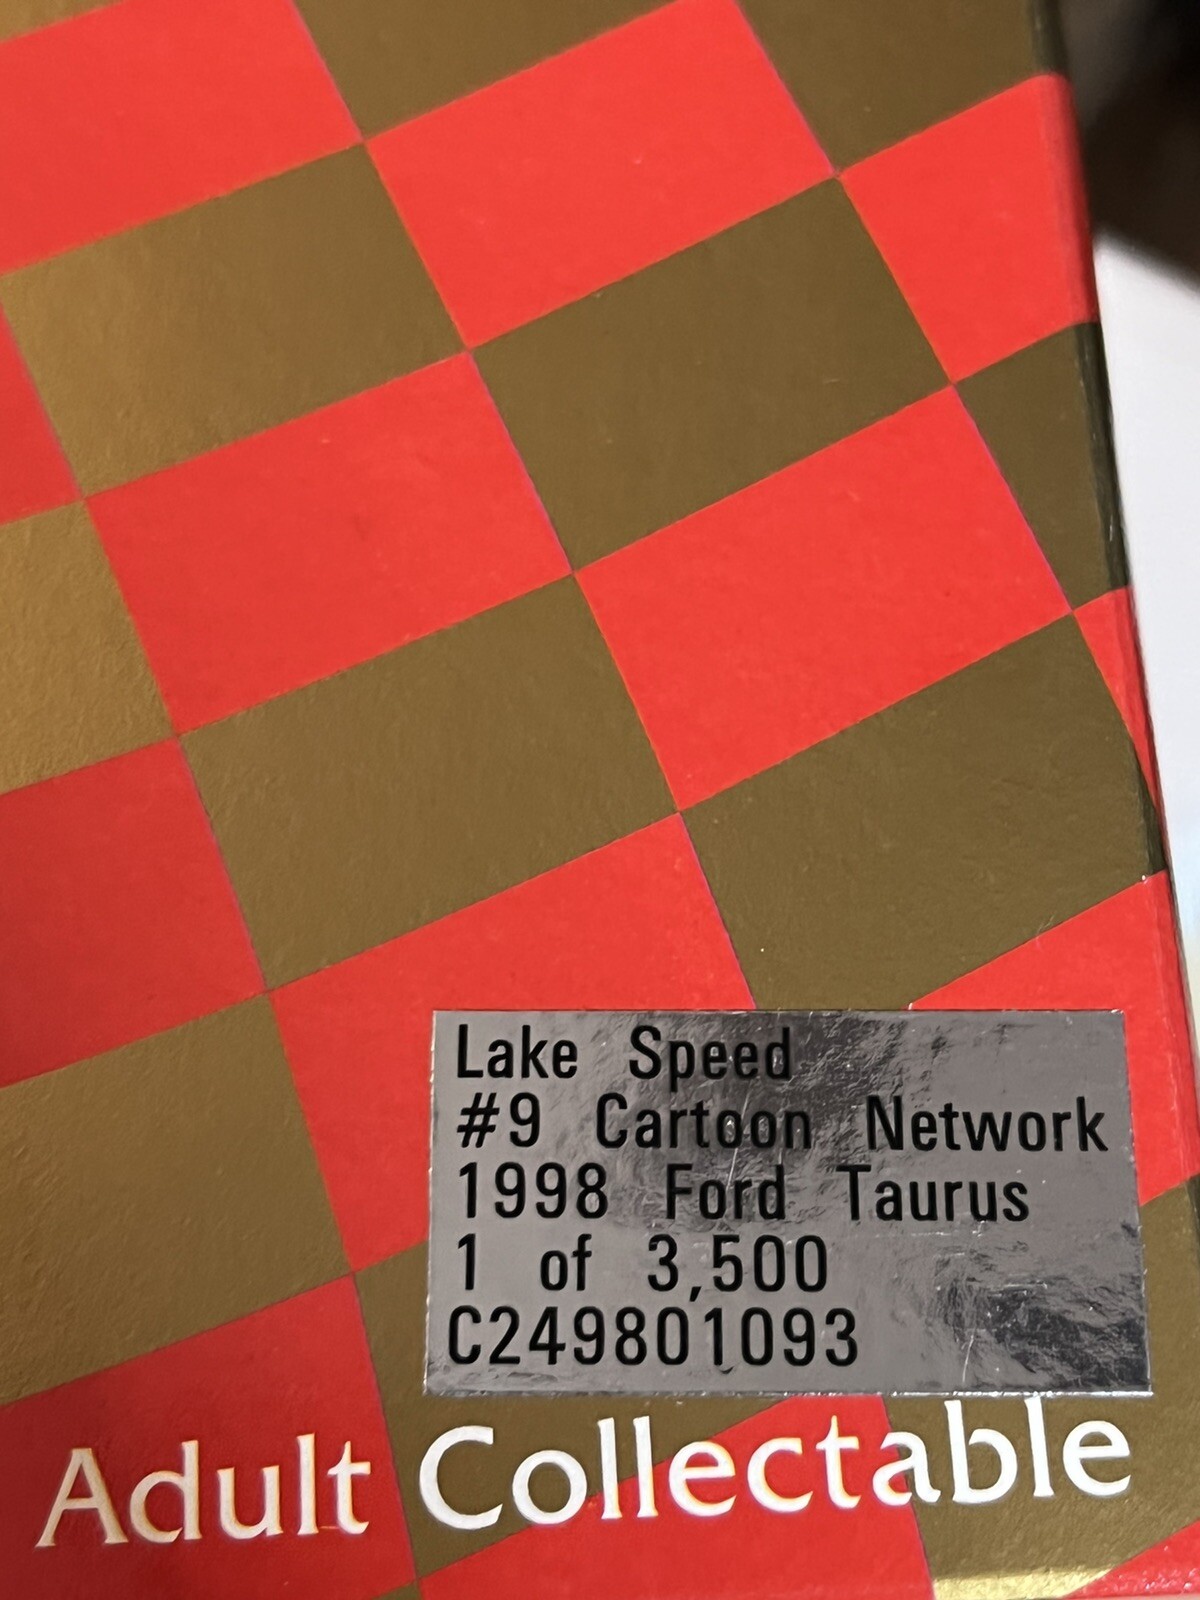 Lake Speed
#9 Cartoon Network
1998 Ford Taurus
1 of 3,500
C249801093
Adult Collectable